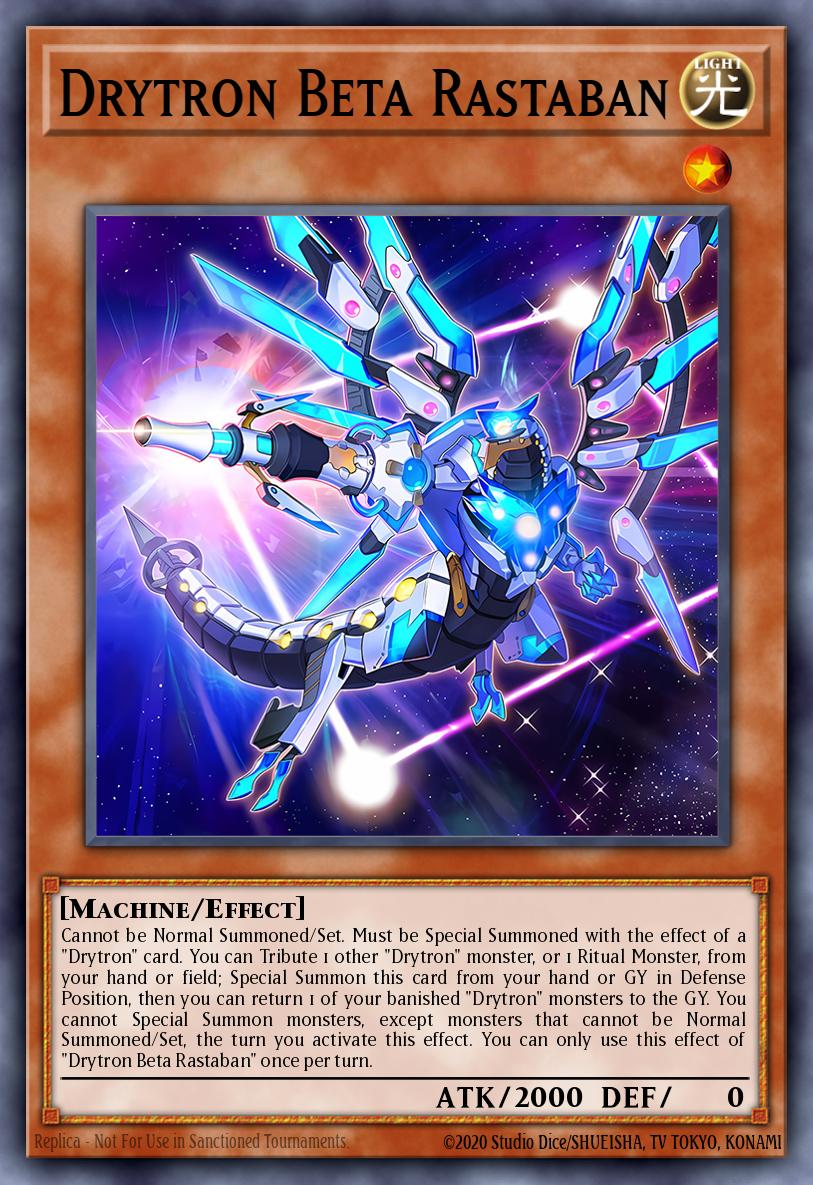 Drytron Beta Rastaban
LIGHT
光
[Machine/Effect]
Cannot be Normal Summoned/Set. Must be Special Summoned with the effect of a
"Drytron" card. You can Tribute 1 other "Drytron" monster, or 1 Ritual Monster, from
your hand or field; Special Summon this card from your hand or GY in Defense
Position, then you can return 1 of your banished "Drytron" monsters to the GY. You
cannot Special Summon monsters, except monsters that cannot be Normal
Summoned/Set, the turn you activate this effect. You can only use this effect of
"Drytron Beta Rastaban" once per turn.
ATK/2000 DEF/ 0
Replica - Not For Use in Sanctioned Tournaments.
©2020 Studio Dice/SHUEISHA, TV TOKYO, KONAMI